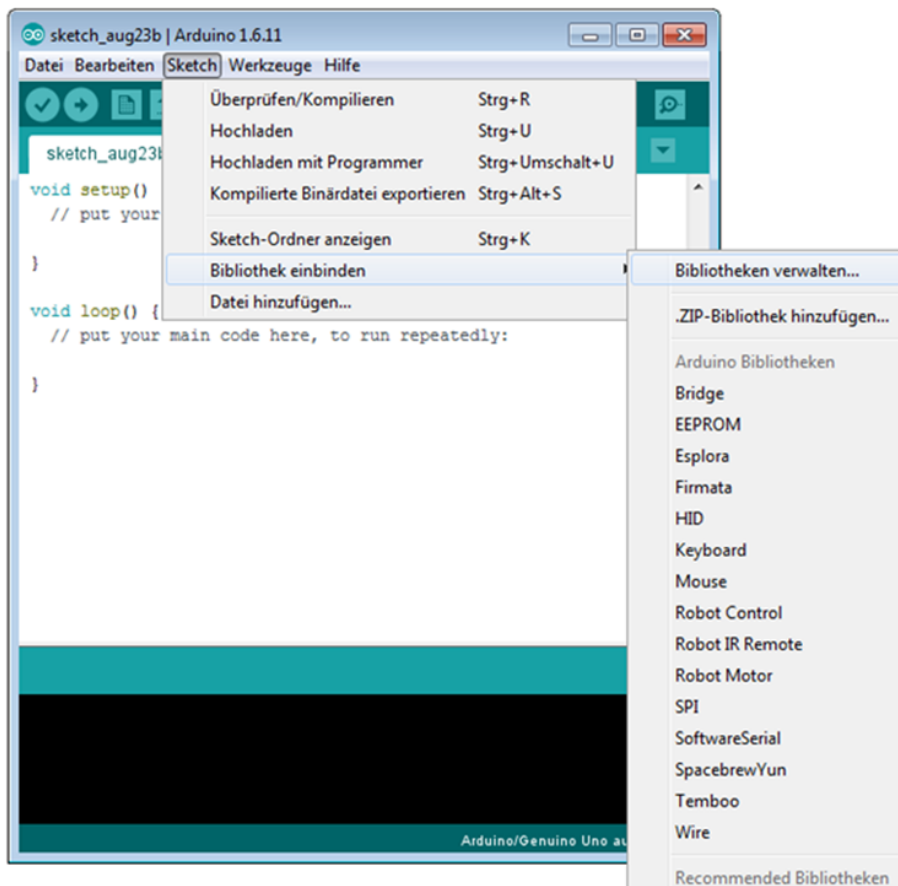 sketch_aug23b | Arduino 1.6.11
Datei Bearbeiten Sketch Werkzeuge Hilfe
Überprüfen/Kompilieren Strg+R
Hochladen Strg+U
Hochladen mit Programmer Strg+Umschalt+U
Kompilierte Binärdatei exportieren Strg+Alt+S
Sketch-Ordner anzeigen Strg+K
Bibliothek einbinden
Datei hinzufügen...
sketch_aug23b
void setup()
// put your
}
void loop() {
// put your main code here, to run repeatedly:
}
Bibliotheken verwalten...
.ZIP-Bibliothek hinzufügen...
Arduino Bibliotheken
Bridge
EEPROM
Esplora
Firmata
HID
Keyboard
Mouse
Robot Control
Robot IR Remote
Robot Motor
SPI
SoftwareSerial
SpacebrewYun
Temboo
Wire
Recommended Bibliotheken
Arduino/Genuino Uno au